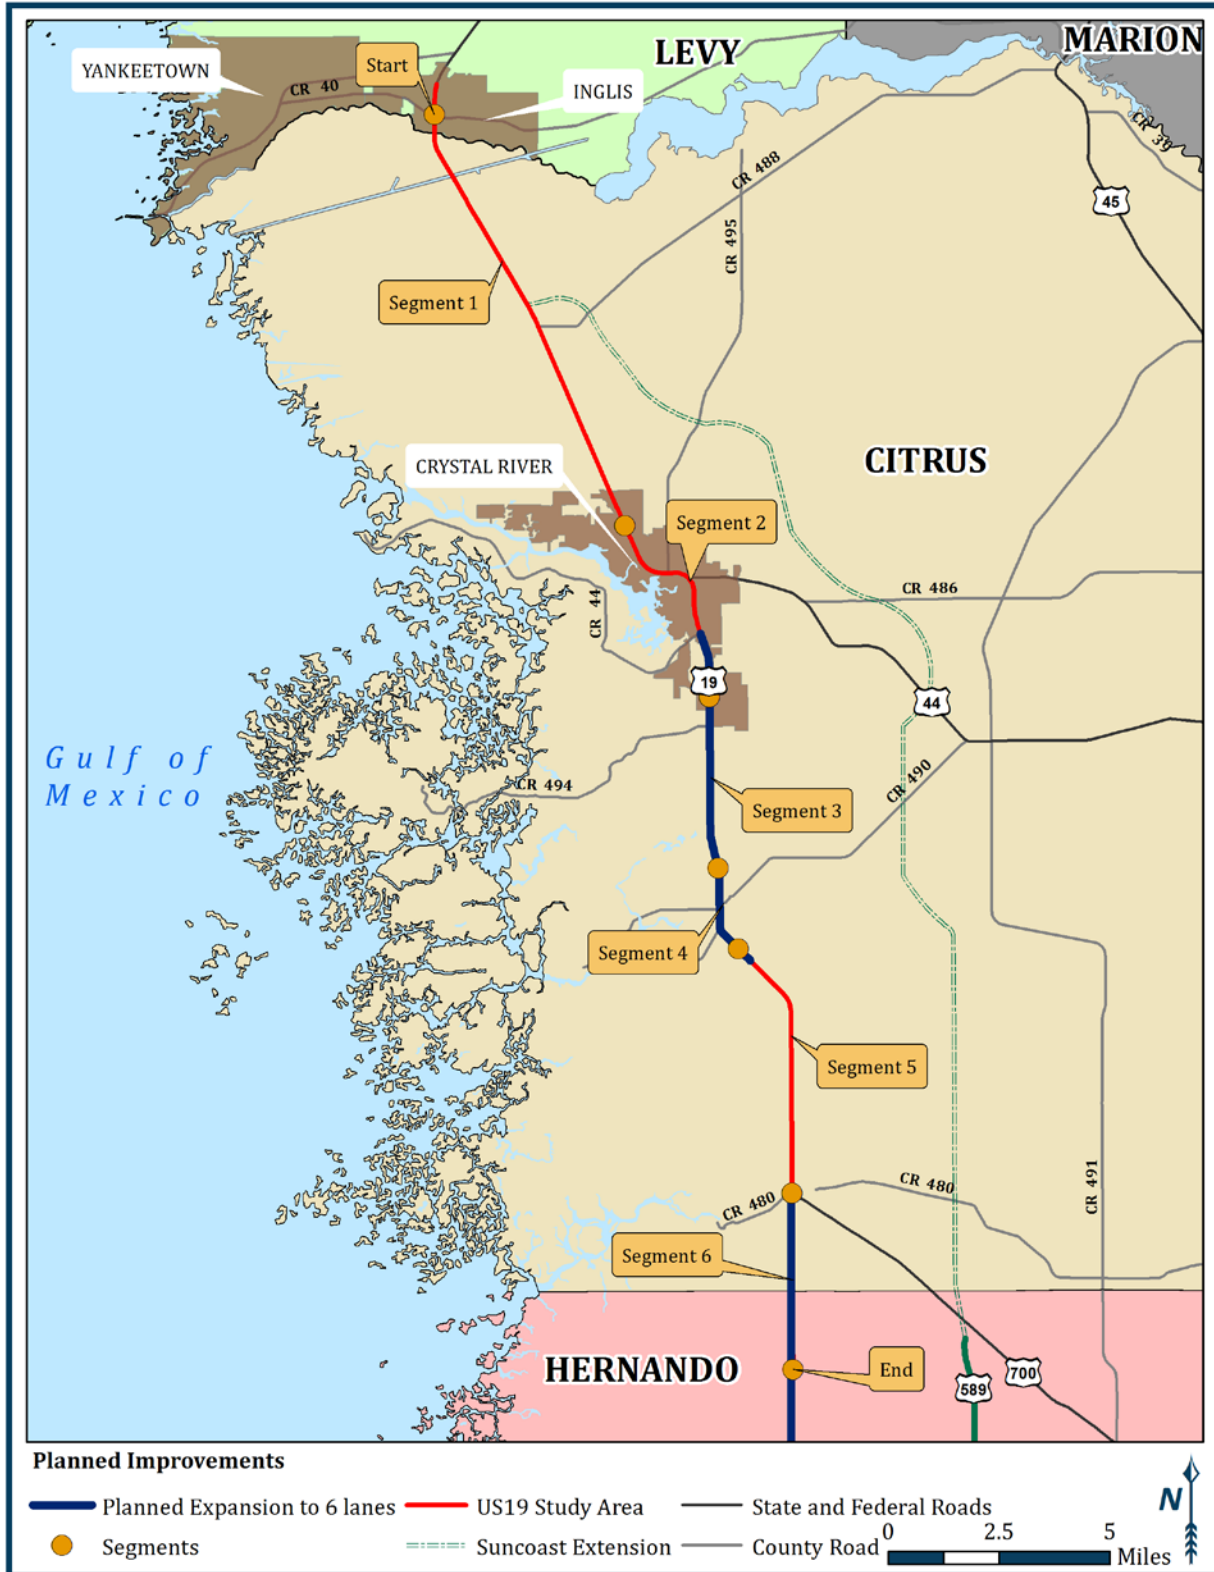 MARION
LEVY
YANKEETOWN
Start
CR 40
INGLIS
CR 39
CR 488
45
CR 495
Segment 1
CITRUS
CRYSTAL RIVER
Segment 2
CR 486
CR 44
19
44
Gulf of
Mexico
CR 494
CR 490
Segment 3
Segment 4
Segment 5
CR 480
CR 480
CR 491
Segment 6
HERNANDO
End
700
589
Planned Improvements
Planned Expansion to 6 lanes
US19 Study Area
State and Federal Roads
N
Segments
Suncoast Extension
County Road
0 2.5 5
Miles